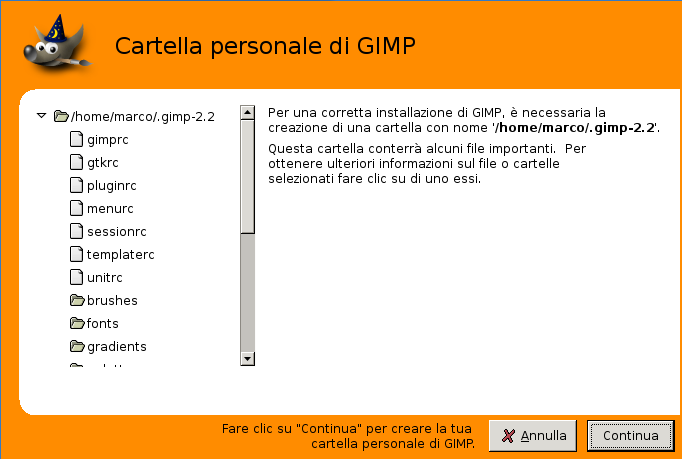 Cartella personale di GIMP
/home/marco/.gimp-2.2
gimprc
gtkrc
pluginrc
menurc
sessionrc
templaterc
unitrc
brushes
fonts
gradients
Per una corretta installazione di GIMP, è necessaria la
creazione di una cartella con nome '/home/marco/.gimp-2.2'.
Questa cartella conterrà alcuni file importanti. Per
ottenere ulteriori informazioni sul file o cartelle
selezionati fare clic su di uno essi.
Fare clic su "Continua" per creare la tua
cartella personale di GIMP.
Annulla
Continua